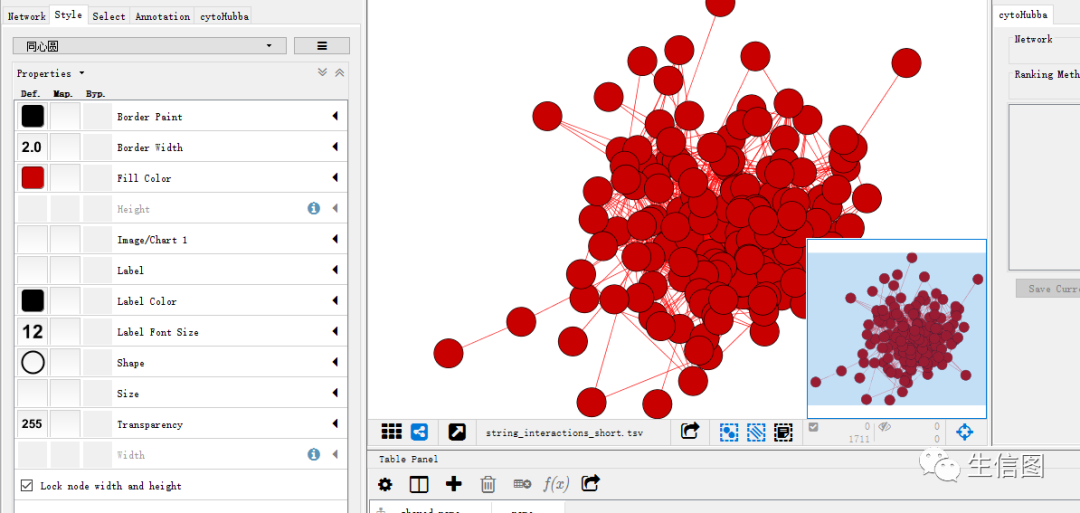 Network Style Select Annotation cytoHubba
同心圆
Properties
Def. Map. Byp.
Border Paint
2.0 Border Width
Fill Color
Height
Image/Chart 1
Label
Label Color
12 Label Font Size
Shape
Size
255 Transparency
Width
Lock node width and height
string_interactions_short.tsv
0
1711
0
0
Table Panel
f(x)
cytoHubba
Network
Ranking Meth
Save Curre
生信图